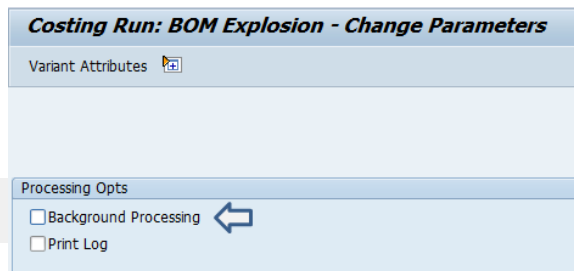 Costing Run: BOM Explosion - Change Parameters
Variant Attributes
Processing Opts
Background Processing
Print Log